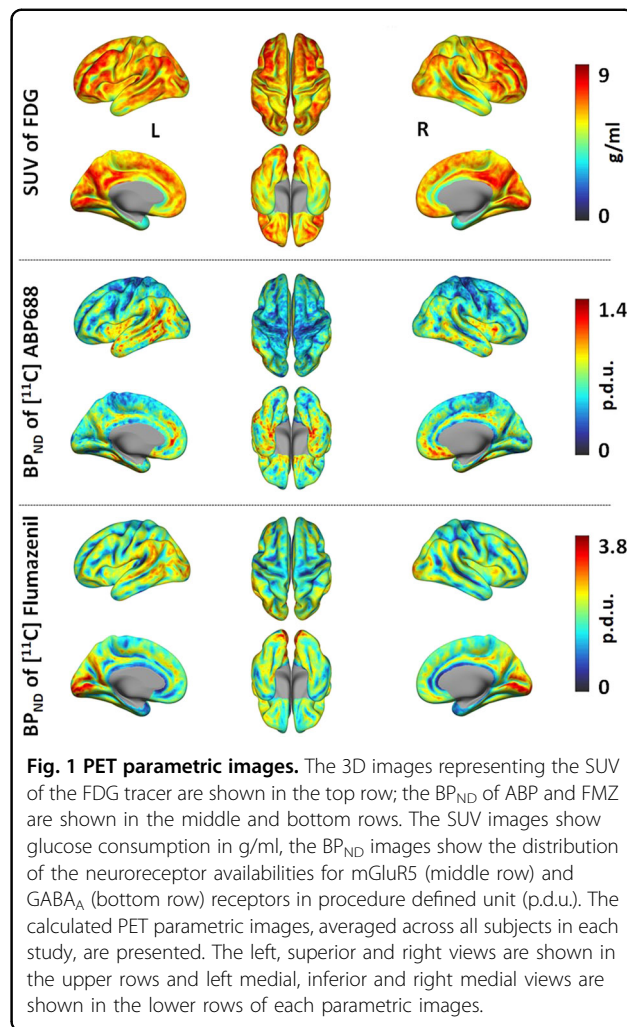 SUV of FDG
L
R
9
g/ml
0
BP_ND of [¹¹C] ABP688
1.4
p.d.u.
0
BP_ND of [¹¹C] Flumazenil
3.8
p.d.u.
0
Fig. 1 PET parametric images. The 3D images representing the SUV
of the FDG tracer are shown in the top row; the BP_ND of ABP and FMZ
are shown in the middle and bottom rows. The SUV images show
glucose consumption in g/ml, the BP_ND images show the distribution
of the neuroreceptor availabilities for mGluR5 (middle row) and
GABA_A (bottom row) receptors in procedure defined unit (p.d.u.). The
calculated PET parametric images, averaged across all subjects in each
study, are presented. The left, superior and right views are shown in
the upper rows and left medial, inferior and right medial views are
shown in the lower rows of each parametric images.